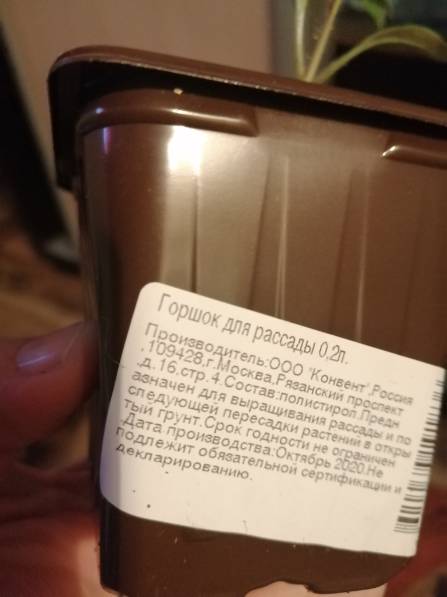 Горшок для рассады 0,2л.
Производитель:ООО "Конвент",Россия
,109428,г.Москва,Рязанский проспект
,д.16,стр.4.Состав:полистирол.Предн
азначен для выращивания рассады и по
следующей пересадки растений в откры
тый грунт.Срок годности не ограничен
.Дата производства:Октябрь 2020.Не
подлежит обязательной сертификации и
декларированию.